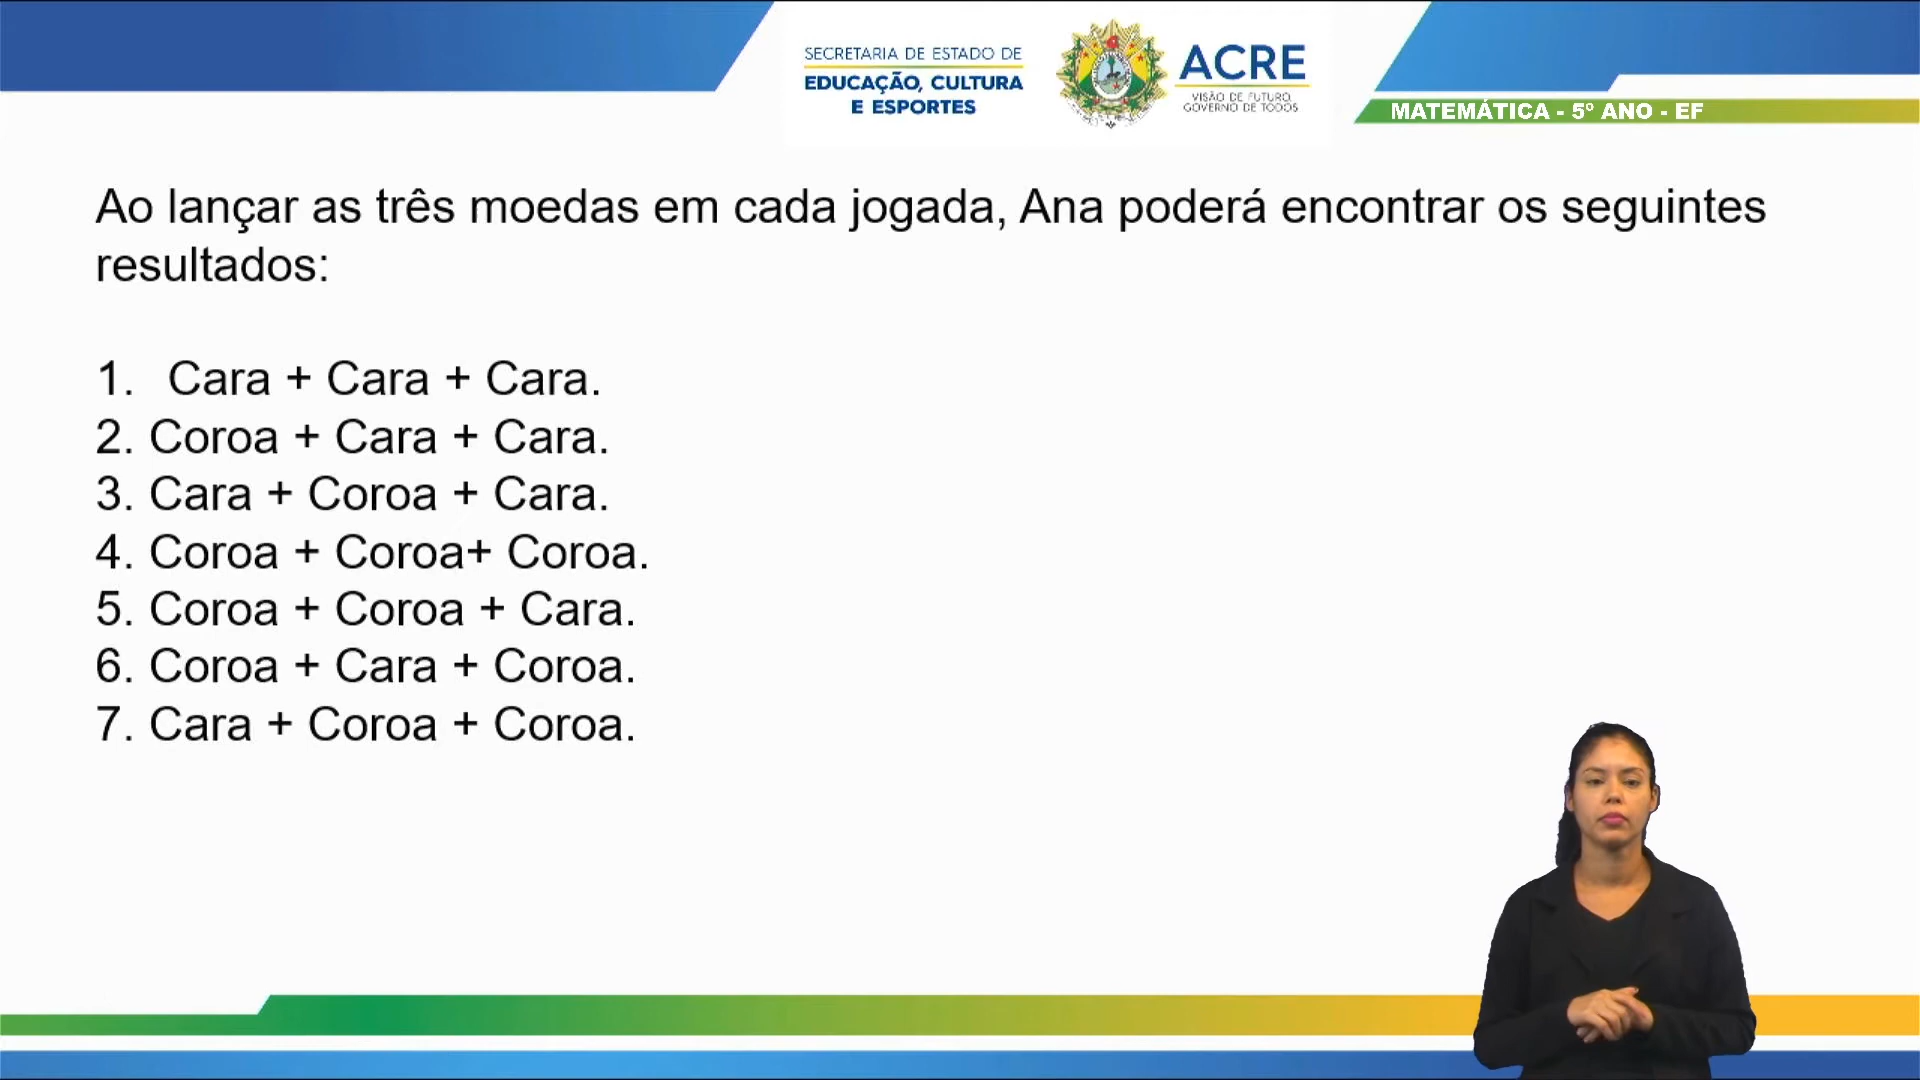 SECRETARIA DE ESTADO DE
EDUCAÇÃO, CULTURA
E ESPORTES
ACRE
VISÃO DE FUTURO,
GOVERNO DE TODOS
MATEMÁTICA - 5º ANO - EF
Ao lançar as três moedas em cada jogada, Ana poderá encontrar os seguintes
resultados:
1. Cara + Cara + Cara.
2. Coroa + Cara + Cara.
3. Cara + Coroa + Cara.
4. Coroa + Coroa+ Coroa.
5. Coroa + Coroa + Cara.
6. Coroa + Cara + Coroa.
7. Cara + Coroa + Coroa.